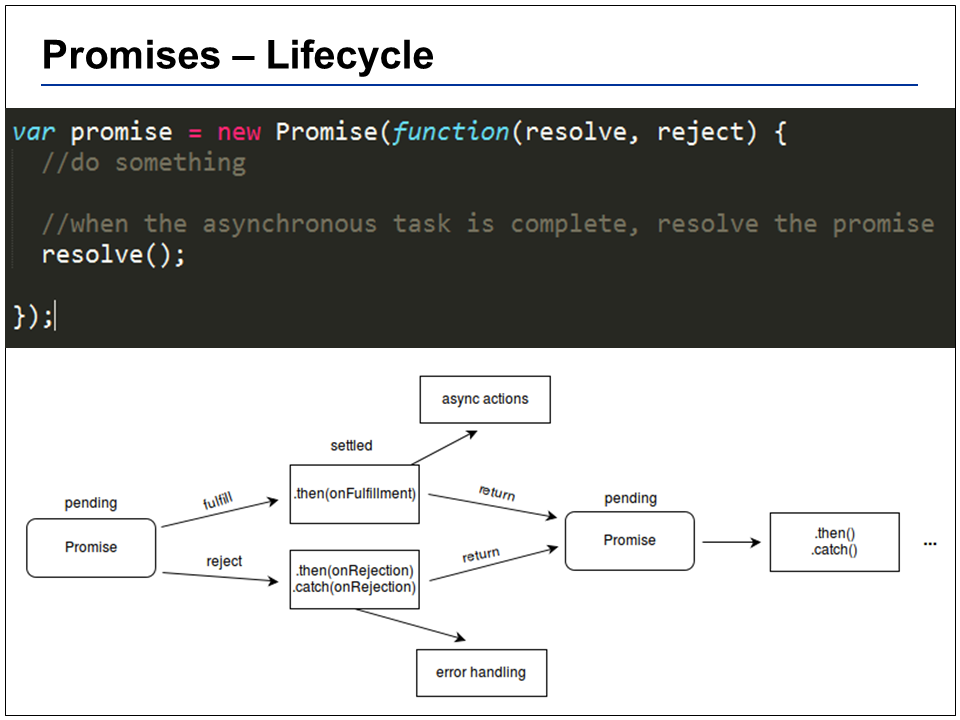 Promises – Lifecycle
var promise = new Promise(function(resolve, reject) {
//do something
//when the asynchronous task is complete, resolve the promise
resolve();
});
async actions
settled
.then(onFulfillment)
pending
fulfill
return
pending
Promise
reject
.then(onRejection)
.catch(onRejection)
return
Promise
.then()
.catch()
...
error handling